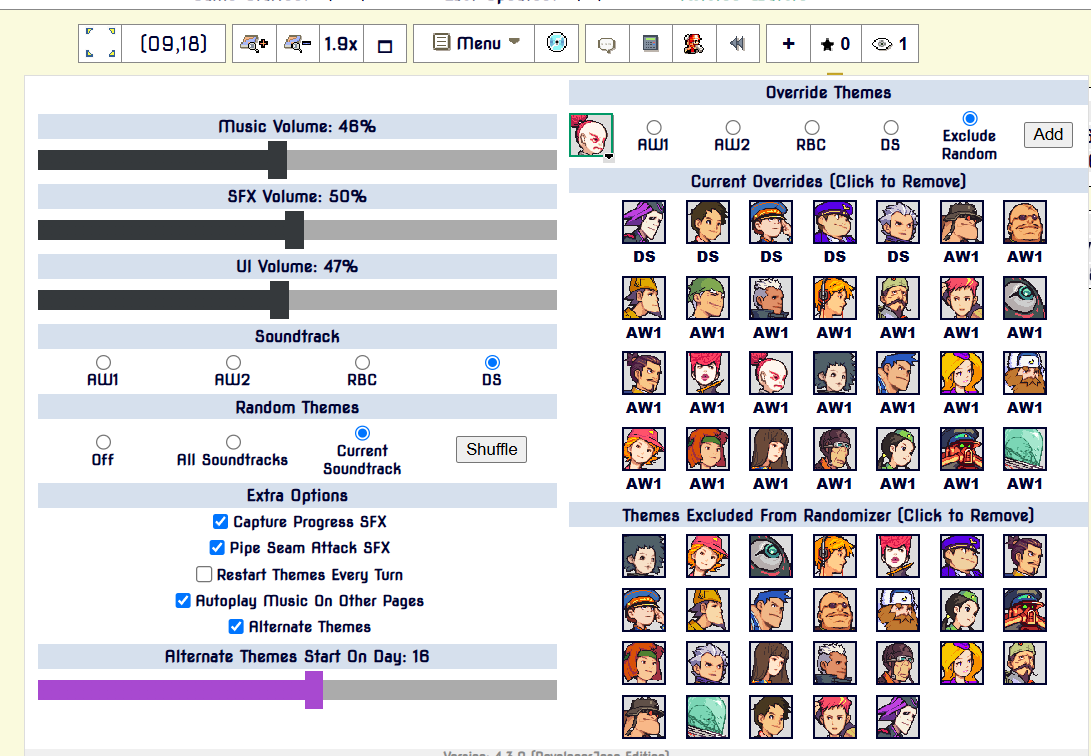 (09,18)
1.9x
Menu
0
1
Override Themes
AW1
AW2
RBC
DS
Exclude
Random
Add
Music Volume: 46%
SFX Volume: 50%
UI Volume: 47%
Soundtrack
AW1
AW2
RBC
DS
Random Themes
Off
All Soundtracks
Current
Soundtrack
Shuffle
Extra Options
Capture Progress SFX
Pipe Seam Attack SFX
Restart Themes Every Turn
Autoplay Music On Other Pages
Alternate Themes
Alternate Themes Start On Day: 16
Current Overrides (Click to Remove)
DS DS DS DS DS AW1 AW1
AW1 AW1 AW1 AW1 AW1 AW1 AW1
AW1 AW1 AW1 AW1 AW1 AW1 AW1
AW1 AW1 AW1 AW1 AW1 AW1 AW1
Themes Excluded From Randomizer (Click to Remove)